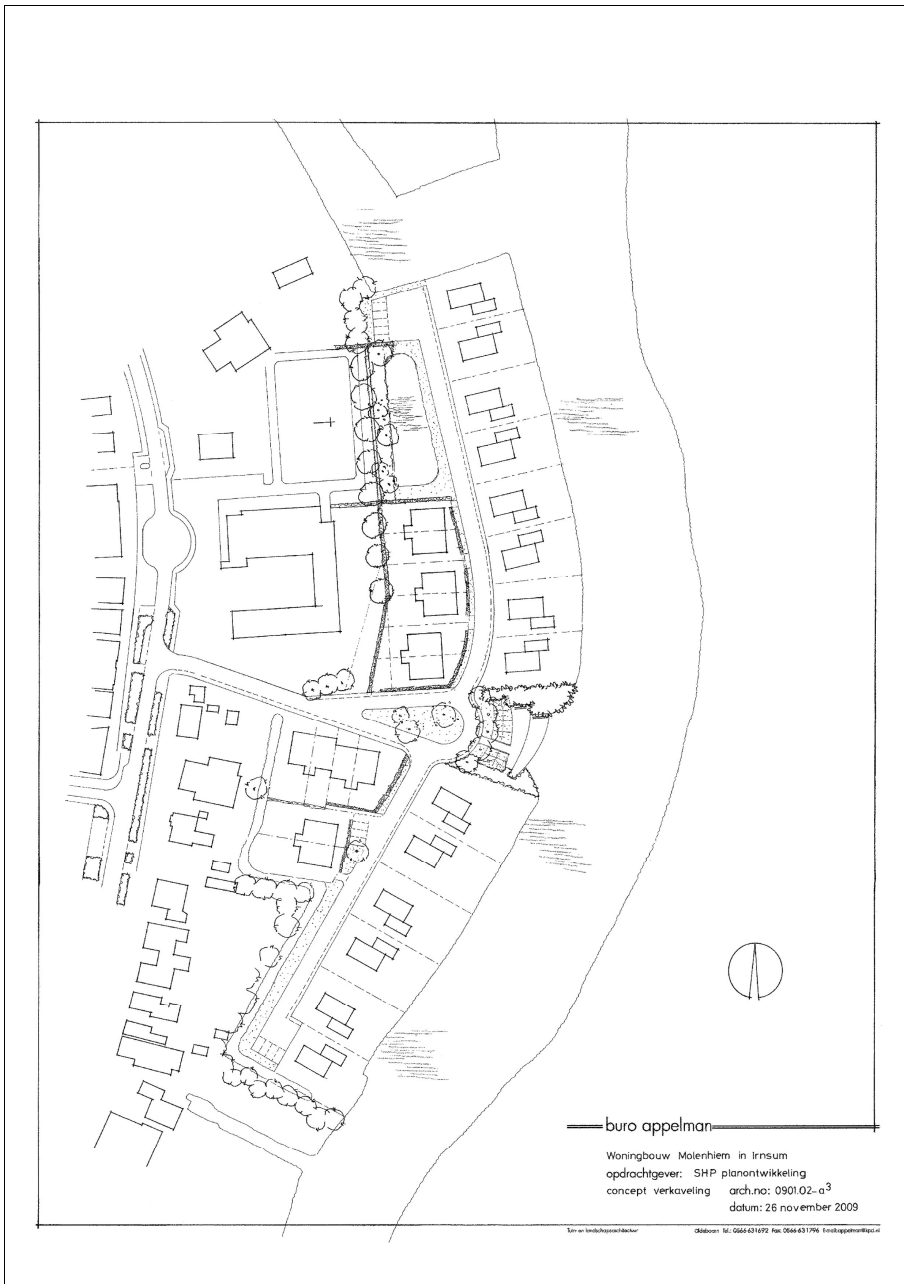 buro appelman
Woningbouw Molenhiem in Irnsum
opdrachtgever: SHP planontwikkeling
concept verkaveling arch.no: 0901.02-a3
datum: 26 november 2009
Tuin- en landschapsarchitectuur Oldeboorn Tel.: 0566-631692 Fax: 0566-631796